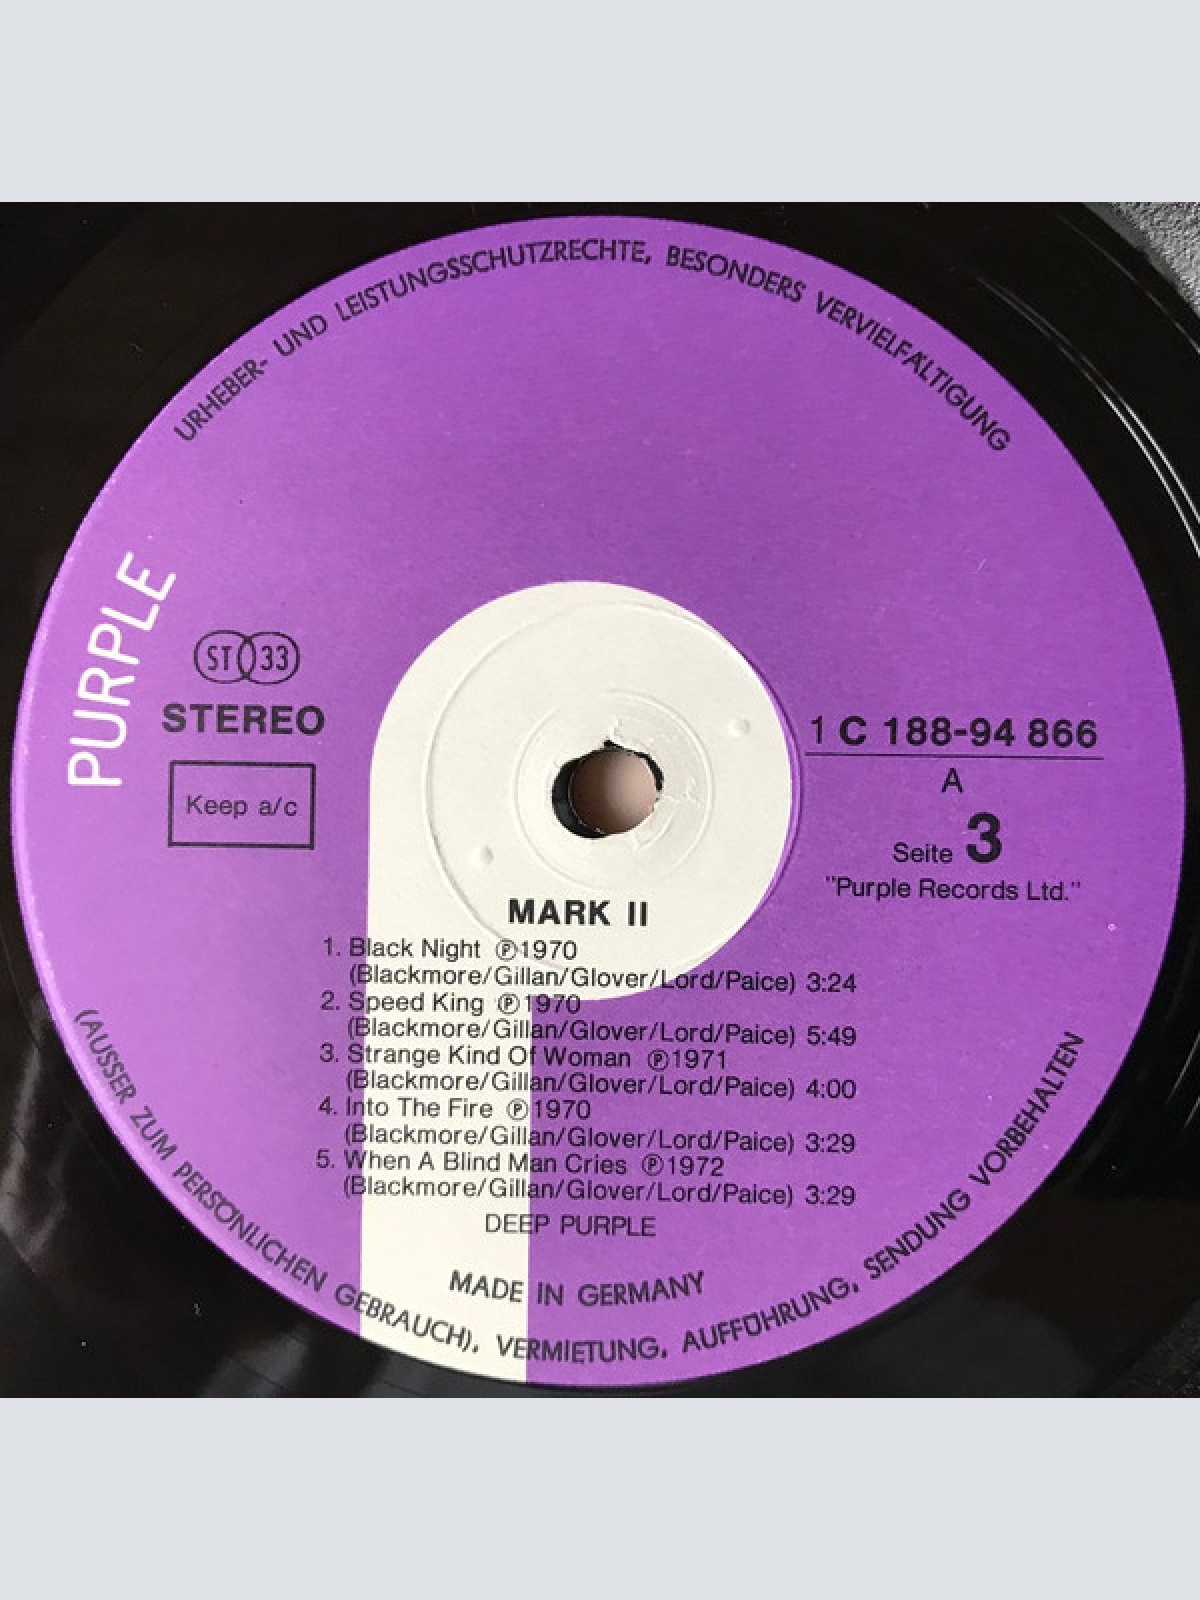 URHEBER- UND LEISTUNGSSCHUTZRECHTE, BESONDERS VERVIELFÄLTIGUNG
PURPLE
ST 33
STEREO
Keep a/c
1 C 188-94 866
A
Seite 3
"Purple Records Ltd."
MARK II
1. Black Night ℗1970
(Blackmore/Gillan/Glover/Lord/Paice) 3:24
2. Speed King ℗1970
(Blackmore/Gillan/Glover/Lord/Paice) 5:49
3. Strange Kind Of Woman ℗1971
(Blackmore/Gillan/Glover/Lord/Paice) 4:00
4. Into The Fire ℗1970
(Blackmore/Gillan/Glover/Lord/Paice) 3:29
5. When A Blind Man Cries ℗1972
(Blackmore/Gillan/Glover/Lord/Paice) 3:29
DEEP PURPLE
MADE IN GERMANY
(AUSSER ZUM PERSÖNLICHEN GEBRAUCH), VERMIETUNG, AUFFÜHRUNG, SENDUNG VORBEHALTEN